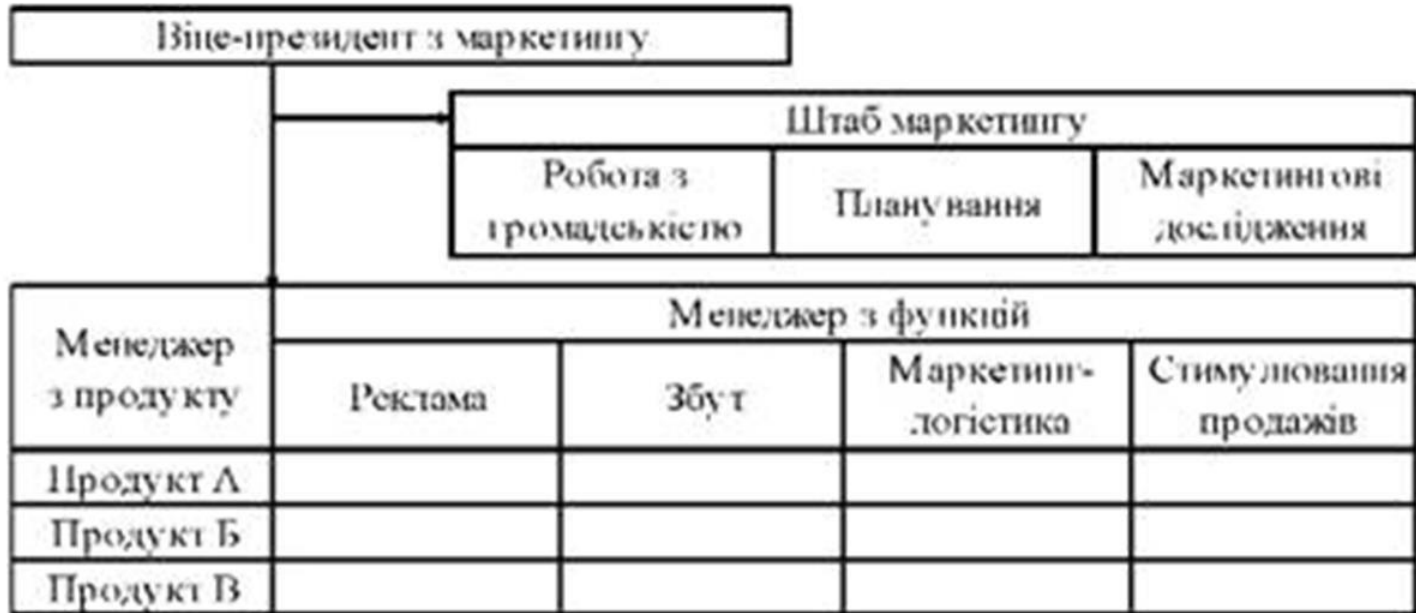 Віце-президент з маркетингу
Штаб маркетингу
Робота з
громадськістю
Планування
Маркетингові
дослідження
Менеджер
з продукту
Менеджер з функцій
Реклама
Збут
Маркетинг-
логістика
Стимулювання
продажів
Продукт А
Продукт Б
Продукт В